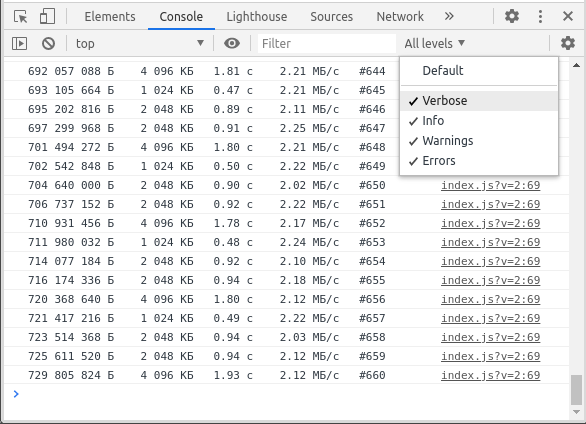 Elements Console Lighthouse Sources Network »
top Filter All levels
Default
Verbose
Info
Warnings
Errors
692 057 088 Б 4 096 КБ 1.81 с 2.21 МБ/с #644
693 105 664 Б 1 024 КБ 0.47 с 2.21 МБ/с #645
695 202 816 Б 2 048 КБ 0.89 с 2.11 МБ/с #646
697 299 968 Б 2 048 КБ 0.91 с 2.25 МБ/с #647
701 494 272 Б 4 096 КБ 1.80 с 2.21 МБ/с #648
702 542 848 Б 1 024 КБ 0.50 с 2.22 МБ/с #649
704 640 000 Б 2 048 КБ 0.90 с 2.02 МБ/с #650 index.js?v=2:69
706 737 152 Б 2 048 КБ 0.92 с 2.22 МБ/с #651 index.js?v=2:69
710 931 456 Б 4 096 КБ 1.78 с 2.17 МБ/с #652 index.js?v=2:69
711 980 032 Б 1 024 КБ 0.48 с 2.24 МБ/с #653 index.js?v=2:69
714 077 184 Б 2 048 КБ 0.92 с 2.10 МБ/с #654 index.js?v=2:69
716 174 336 Б 2 048 КБ 0.94 с 2.18 МБ/с #655 index.js?v=2:69
720 368 640 Б 4 096 КБ 1.80 с 2.12 МБ/с #656 index.js?v=2:69
721 417 216 Б 1 024 КБ 0.49 с 2.22 МБ/с #657 index.js?v=2:69
723 514 368 Б 2 048 КБ 0.94 с 2.03 МБ/с #658 index.js?v=2:69
725 611 520 Б 2 048 КБ 0.94 с 2.12 МБ/с #659 index.js?v=2:69
729 805 824 Б 4 096 КБ 1.93 с 2.12 МБ/с #660 index.js?v=2:69